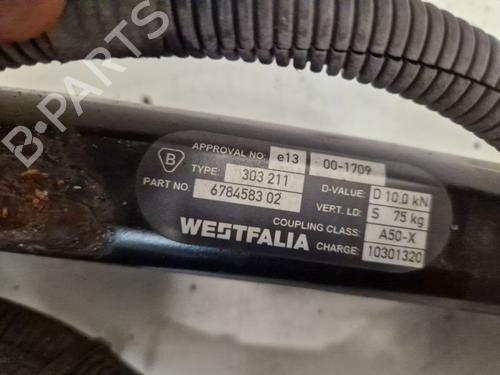 B-PARTS
B
APPROVAL NO. e13 00-1709
TYPE: 303 211 D-VALUE: D 10.0 kN
PART NO. 6784583 02 VERT. LD: S 75 kg
COUPLING CLASS: A50-X
WESTFALIA CHARGE: 10301320